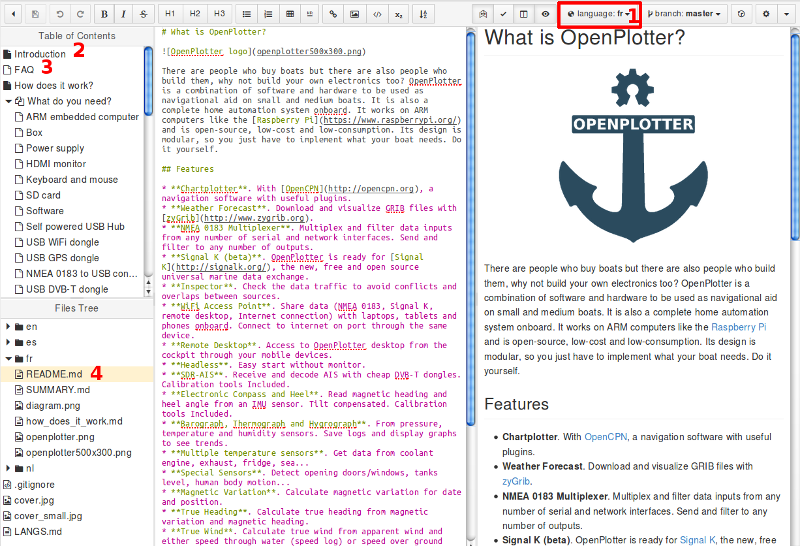 B I S H1 H2 H3 language: fr 1 branch: master
Table of Contents
Introduction 2
FAQ 3
How does it work?
What do you need?
ARM embedded computer
Box
Power supply
HDMI monitor
Keyboard and mouse
SD card
Software
Self powered USB Hub
USB WiFi dongle
USB GPS dongle
NMEA 0183 to USB con...
USB DVB-T dongle
Files Tree
en
es
fr
README.md 4
SUMMARY.md
diagram.png
how_does_it_work.md
openplotter.png
openplotter500x300.png
nl
.gitignore
cover.jpg
cover_small.jpg
LANGS.md
# What is OpenPlotter?
![OpenPlotter logo](openplotter500x300.png)
There are people who buy boats but there are also people who
build them, why not build your own electronics too? OpenPlotter
is a combination of software and hardware to be used as
navigational aid on small and medium boats. It is also a
complete home automation system onboard. It works on ARM
computers like the [Raspberry Pi](https://www.raspberrypi.org/)
and is open-source, low-cost and low-consumption. Its design is
modular, so you just have to implement what your boat needs. Do
it yourself.
## Features
* **Chartplotter**. With [OpenCPN](http://opencpn.org), a
navigation software with useful plugins.
* **Weather Forecast**. Download and visualize GRIB files with
[zyGrib](http://www.zygrib.org).
* **NMEA 0183 Multiplexer**. Multiplex and filter data inputs
from any number of serial and network interfaces. Send and
filter to any number of outputs.
* **Signal K (beta)**. OpenPlotter is ready for [Signal
K](http://signalk.org/), the new, free and open source
universal marine data exchange.
* **Inspector**. Check the data traffic to avoid conflicts and
overlaps between sources.
* **WiFi Access Point**. Share data (NMEA 0183, Signal K,
remote desktop, Internet connection) with laptops, tablets and
phones onboard. Connect to internet on port through the same
device.
* **Remote Desktop**. Access to OpenPlotter desktop from the
cockpit through your mobile devices.
* **Headless**. Easy start without monitor.
* **SDR-AIS**. Receive and decode AIS with cheap DVB-T dongles.
Calibration tools Included.
* **Electronic Compass and Heel**. Read magnetic heading and
heel angle from an IMU sensor. Tilt compensated. Calibration
tools Included.
* **Barograph, Thermograph and Hygrograph**. From pressure,
temperature and humidity sensors. Save logs and display graphs
to see trends.
* **Multiple temperature sensors**. Get data from coolant
engine, exhaust, fridge, sea...
* **Special Sensors**. Detect opening doors/windows, tanks
level, human body motion...
* **Magnetic Variation**. Calculate magnetic variation for date
and position.
* **True Heading**. Calculate true heading from magnetic
variation and magnetic heading.
* **True Wind**. Calculate true wind from apparent wind and
either speed through water (speed log) or speed over ground
What is OpenPlotter?
OPENPLOTTER
There are people who buy boats but there are also people who build
them, why not build your own electronics too? OpenPlotter is a
combination of software and hardware to be used as navigational aid
on small and medium boats. It is also a complete home automation
system onboard. It works on ARM computers like the Raspberry Pi
and is open-source, low-cost and low-consumption. Its design is
modular, so you just have to implement what your boat needs. Do it
yourself.
Features
• Chartplotter. With OpenCPN, a navigation software with useful
plugins.
• Weather Forecast. Download and visualize GRIB files with
zyGrib.
• NMEA 0183 Multiplexer. Multiplex and filter data inputs from any
number of serial and network interfaces. Send and filter to any
number of outputs.
• Signal K (beta). OpenPlotter is ready for Signal K, the new, free